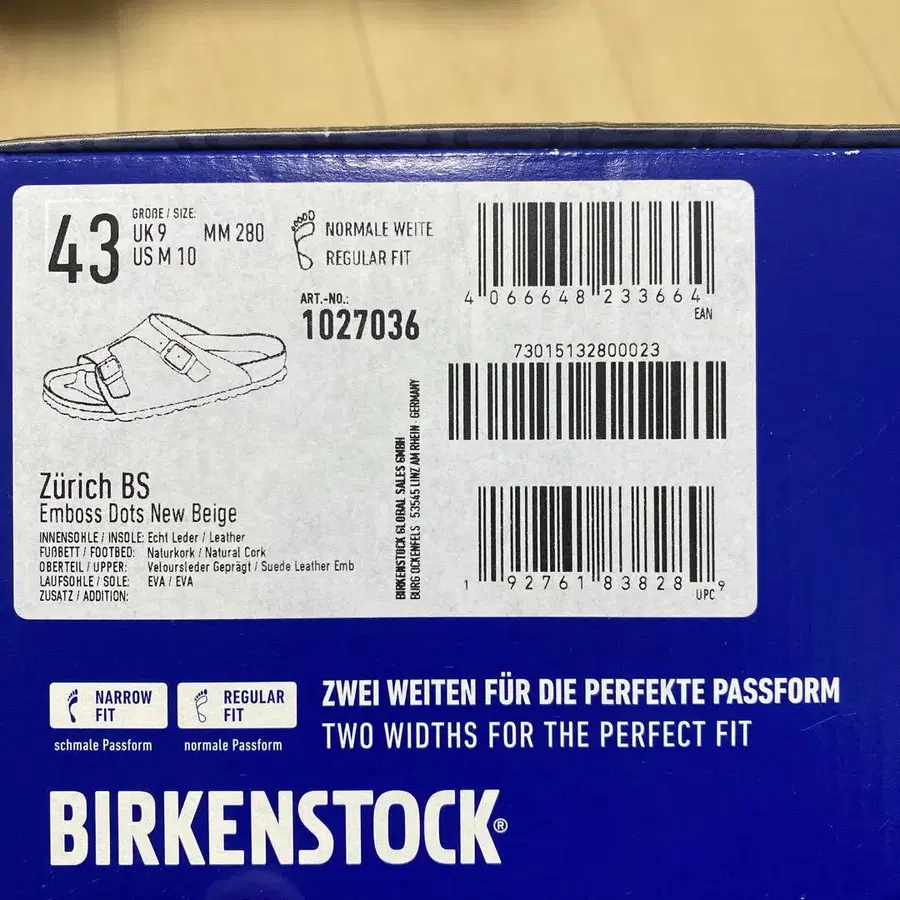 43
GRÖßE / SIZE:
UK 9 MM 280
US M 10
NORMALE WEITE
REGULAR FIT
ART.-NO.:
1027036
4 066648 233664
EAN
73015132800023
Zürich BS
Emboss Dots New Beige
INNENSOHLE / INSOLE: Echt Leder / Leather
FUßBETT / FOOTBED: Naturkork / Natural Cork
OBERTEIL / UPPER: Veloursleder Geprägt / Suede Leather Emb
LAUFSOHLE / SOLE: EVA / EVA
ZUSATZ / ADDITION:
BIRKENSTOCK GLOBAL SALES GMBH
BURG OCKENFELS 53545 LINZ AM RHEIN · GERMANY
1 92761 83828 9
UPC
NARROW
FIT
schmale Passform
REGULAR
FIT
normale Passform
ZWEI WEITEN FÜR DIE PERFEKTE PASSFORM
TWO WIDTHS FOR THE PERFECT FIT
BIRKENSTOCK®